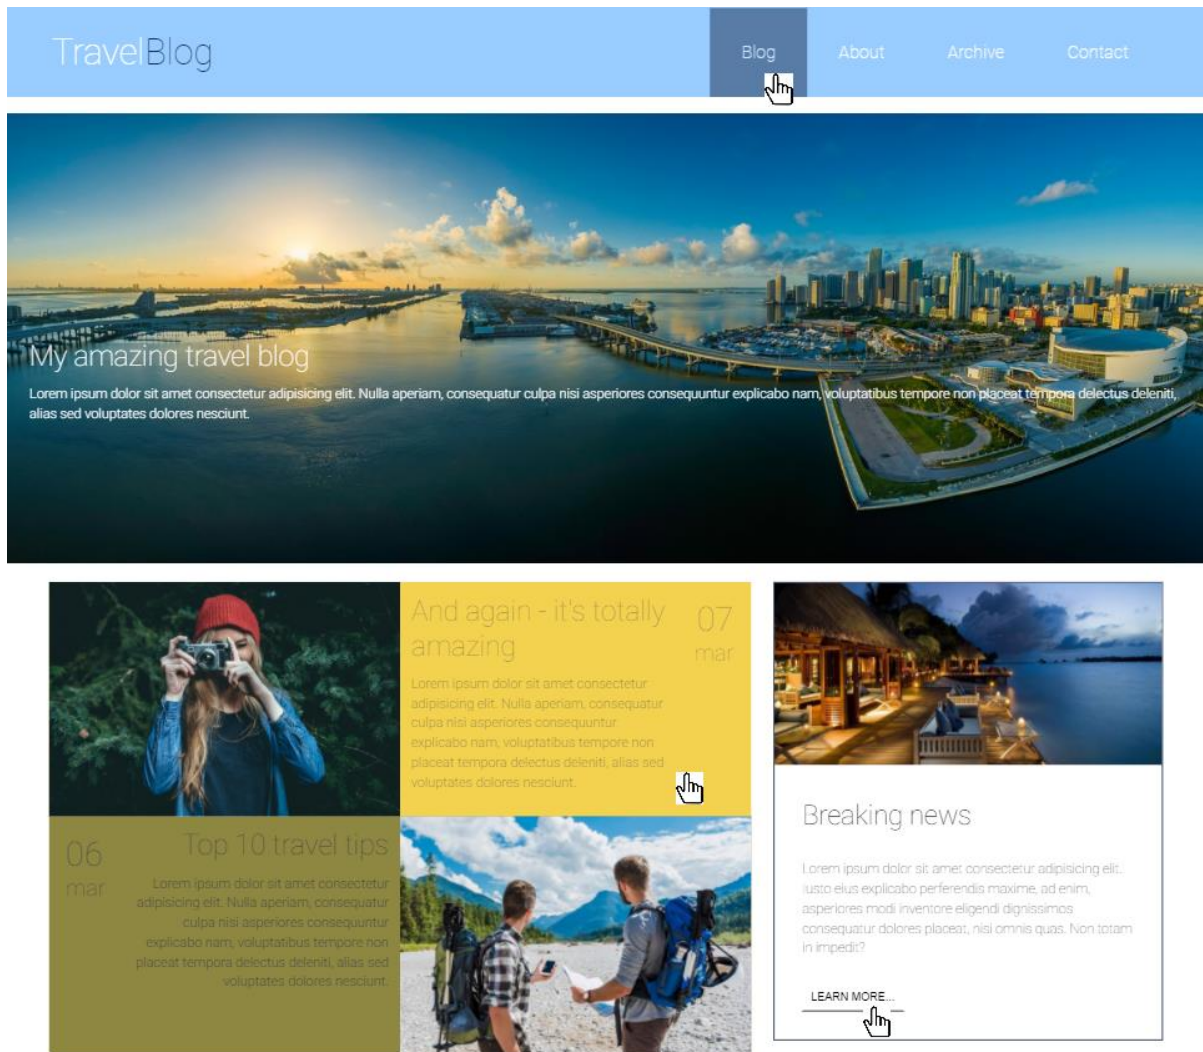 TravelBlog
Blog
About
Archive
Contact
My amazing travel blog
Lorem ipsum dolor sit amet consectetur adipisicing elit. Nulla aperiam, consequatur culpa nisi asperiores consequuntur explicabo nam, voluptatibus tempore non placeat tempora delectus deleniti,
alias sed voluptates dolores nesciunt.
And again - it's totally
amazing
07
mar
Lorem ipsum dolor sit amet consectetur
adipisicing elit. Nulla aperiam, consequatur
culpa nisi asperiores consequuntur
explicabo nam, voluptatibus tempore non
placeat tempora delectus deleniti, alias sed
voluptates dolores nesciunt.
06
mar
Top 10 travel tips
Lorem ipsum dolor sit amet consectetur
adipisicing elit. Nulla aperiam, consequatur
culpa nisi asperiores consequuntur
explicabo nam, voluptatibus tempore non
placeat tempora delectus deleniti, alias sed
voluptates dolores nesciunt.
Breaking news
Lorem ipsum dolor sit amet consectetur adipisicing elit.
Iusto eius explicabo perferendis maxime, ad enim,
asperiores modi inventore eligendi dignissimos
consequatur dolores placeat, nisi omnis quas. Non totam
in impedit?
LEARN MORE...